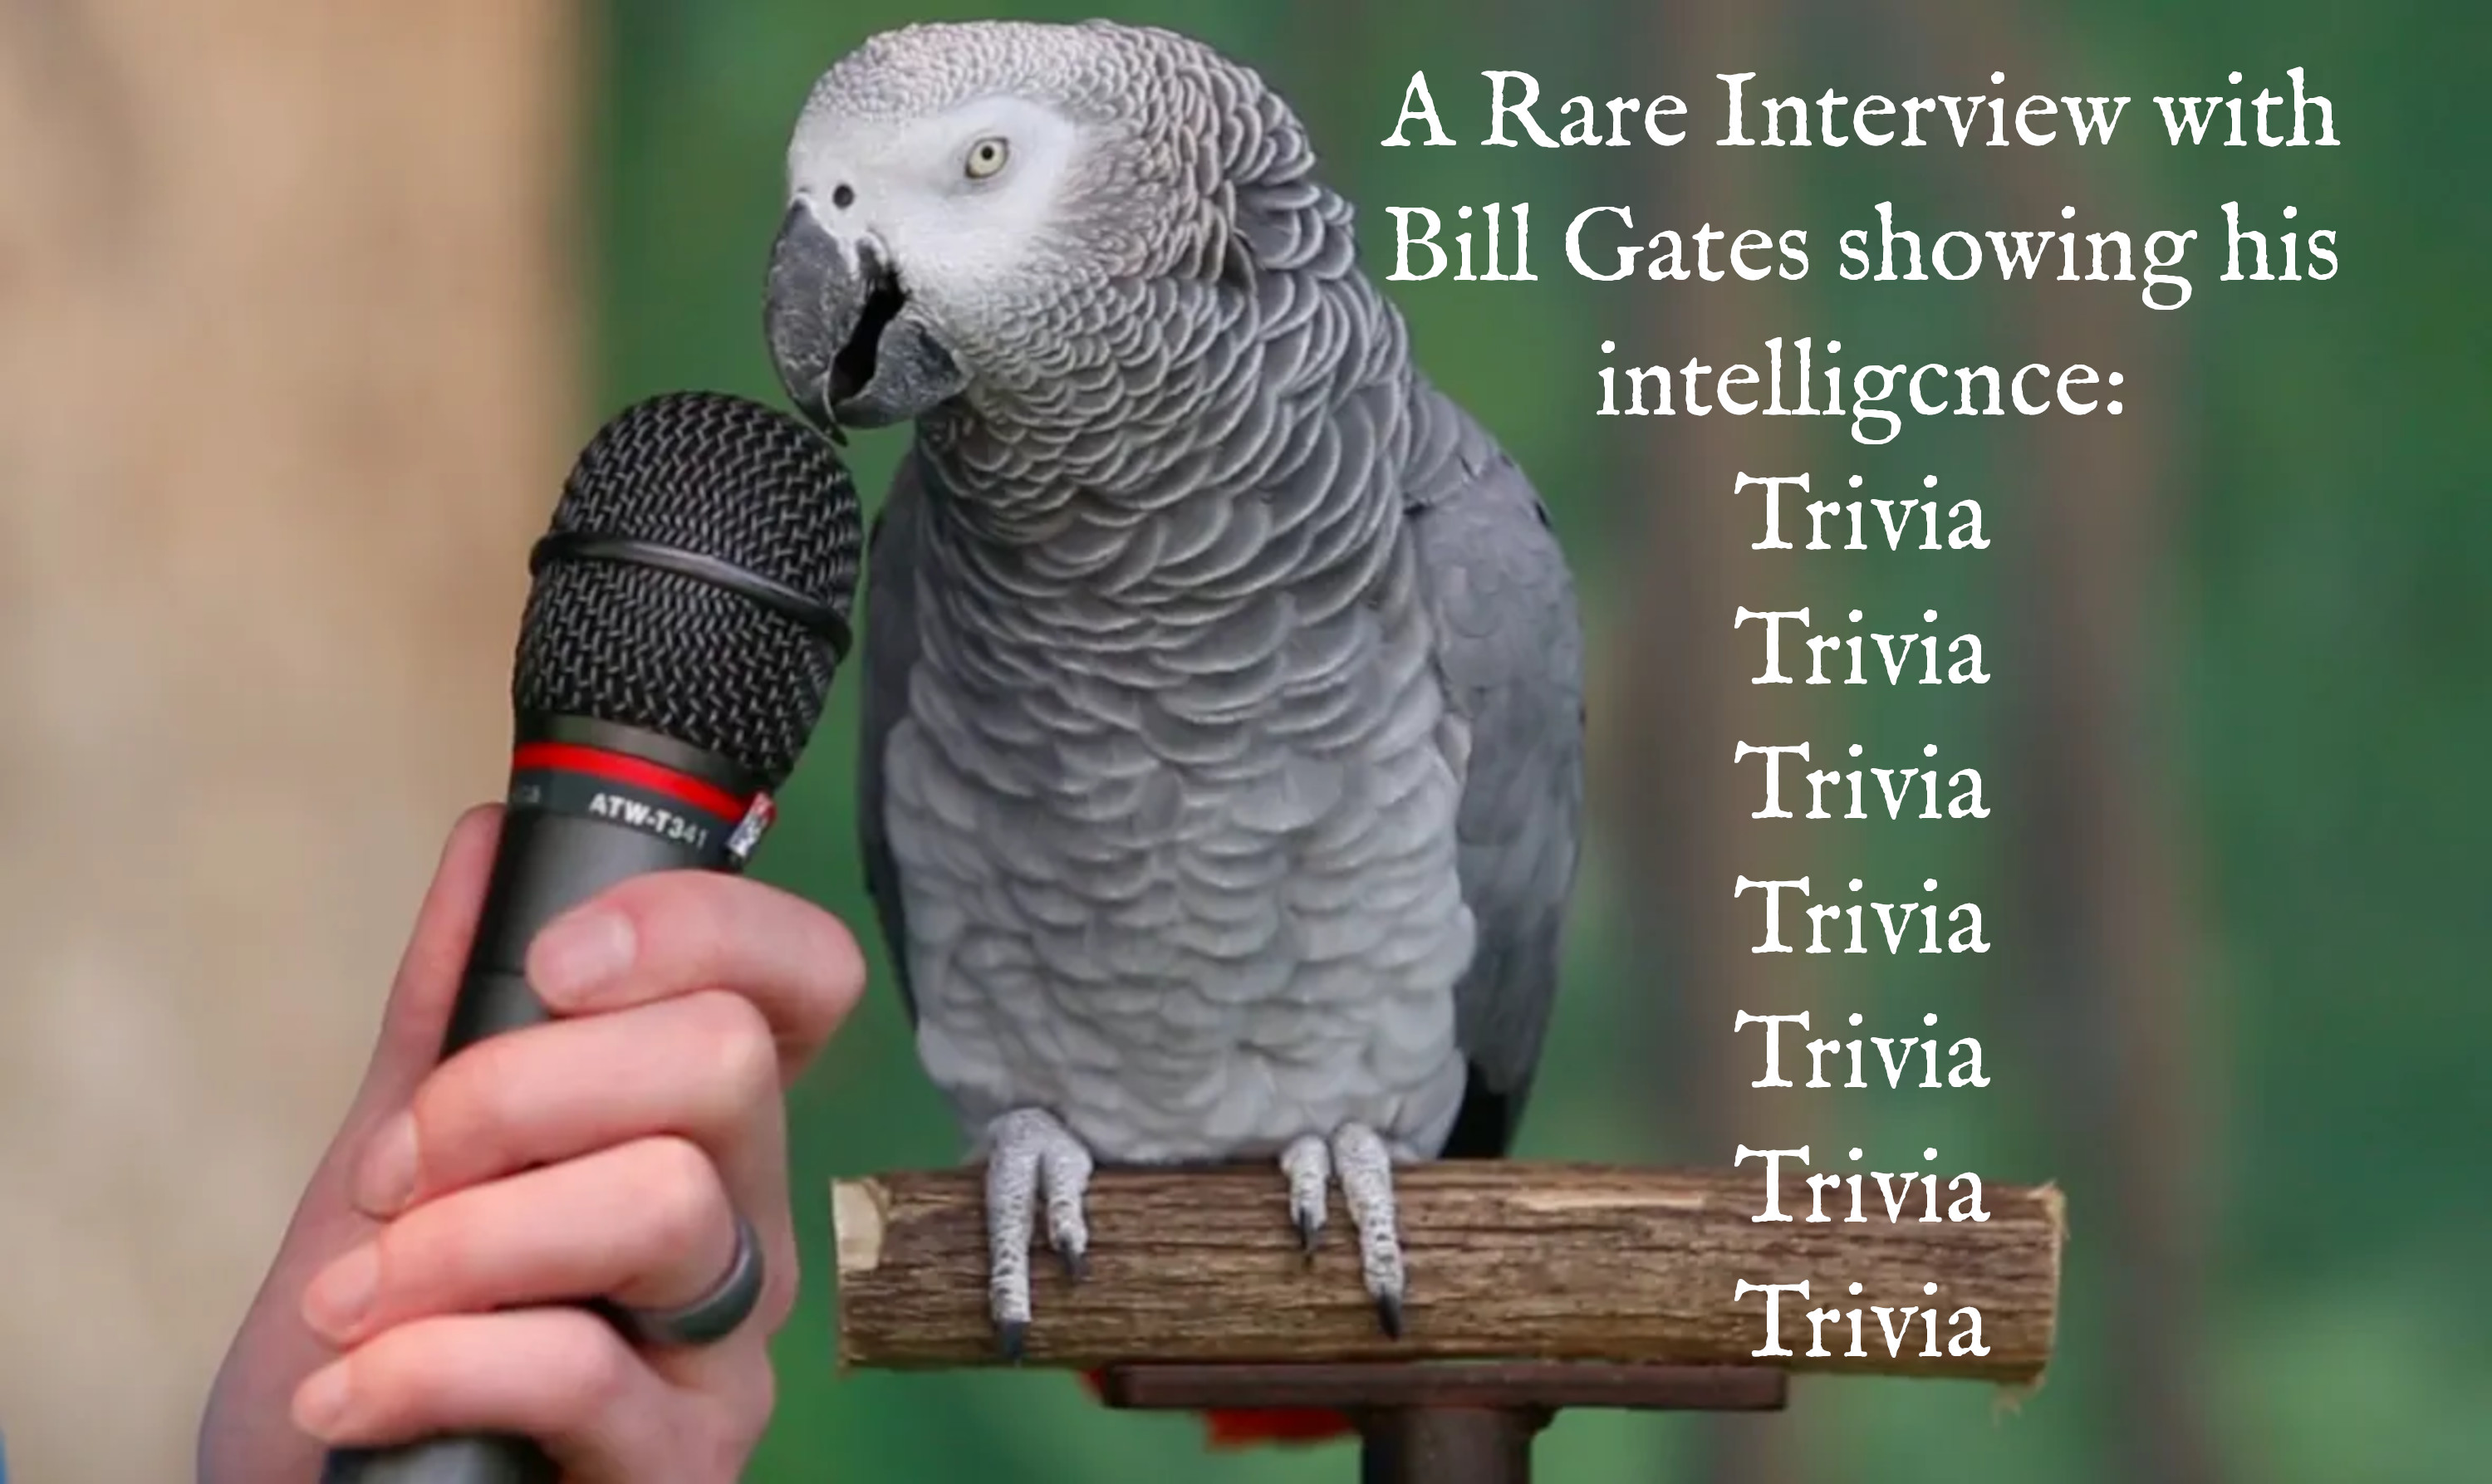 A Rare Interview with
Bill Gates showing his
intelligcnce:
Trivia
Trivia
Trivia
Trivia
Trivia
Trivia
Trivia
ATW-T341